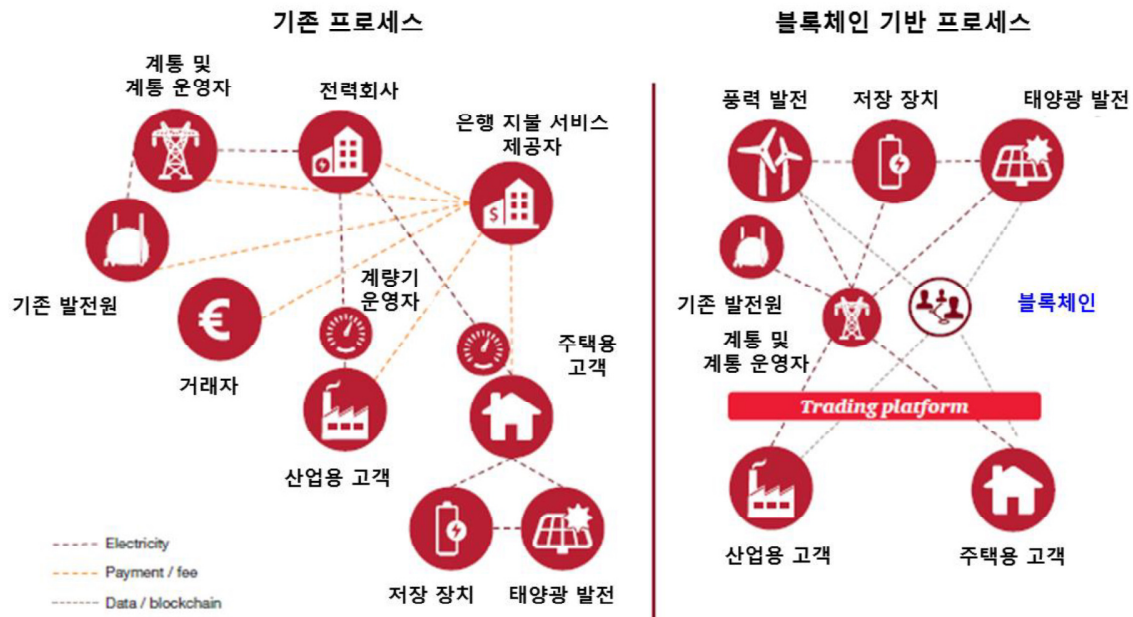 기존 프로세스
계통 및
계통 운영자
전력회사
은행 지불 서비스
제공자
기존 발전원
€
거래자
$
계량기
운영자
주택용
고객
산업용 고객
저장 장치
태양광 발전
Electricity
Payment / fee
Data / blockchain
블록체인 기반 프로세스
풍력 발전
저장 장치
태양광 발전
기존 발전원
블록체인
계통 및
계통 운영자
Trading platform
산업용 고객
주택용 고객